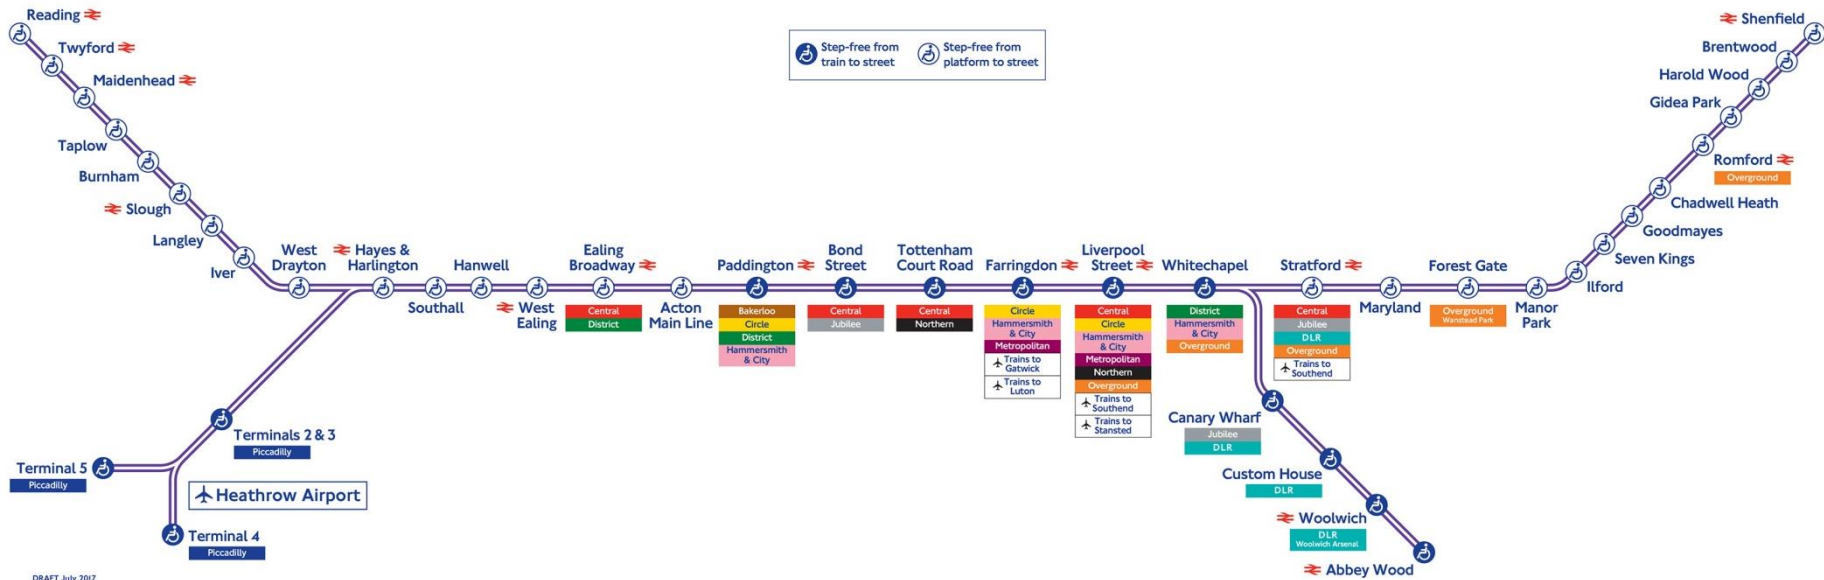 Reading
Twyford
Maidenhead
Taplow
Burnham
Slough
Langley
Iver
West
Drayton
Hayes &
Harlington
Southall
Hanwell
West
Ealing
Ealing
Broadway
Central
District
Acton
Main Line
Paddington
Bakerloo
Circle
District
Hammersmith
& City
Bond
Street
Central
Jubilee
Tottenham
Court Road
Central
Northern
Farringdon
Circle
Hammersmith
& City
Metropolitan
Trains to
Gatwick
Trains to
Luton
Liverpool
Street
Central
Circle
Hammersmith
& City
Metropolitan
Northern
Overground
Trains to
Southend
Trains to
Stansted
Whitechapel
District
Hammersmith
& City
Overground
Stratford
Central
Jubilee
DLR
Overground
Trains to
Southend
Maryland
Forest Gate
Overground
Wanstead Park
Manor
Park
Ilford
Seven Kings
Goodmayes
Chadwell Heath
Romford
Overground
Gidea Park
Harold Wood
Brentwood
Shenfield
Step-free from
train to street
Step-free from
platform to street
Terminals 2 & 3
Piccadilly
Terminal 5
Piccadilly
Heathrow Airport
Terminal 4
Piccadilly
Canary Wharf
Jubilee
DLR
Custom House
DLR
Woolwich
DLR
Woolwich Arsenal
Abbey Wood
DRAFT July 2017